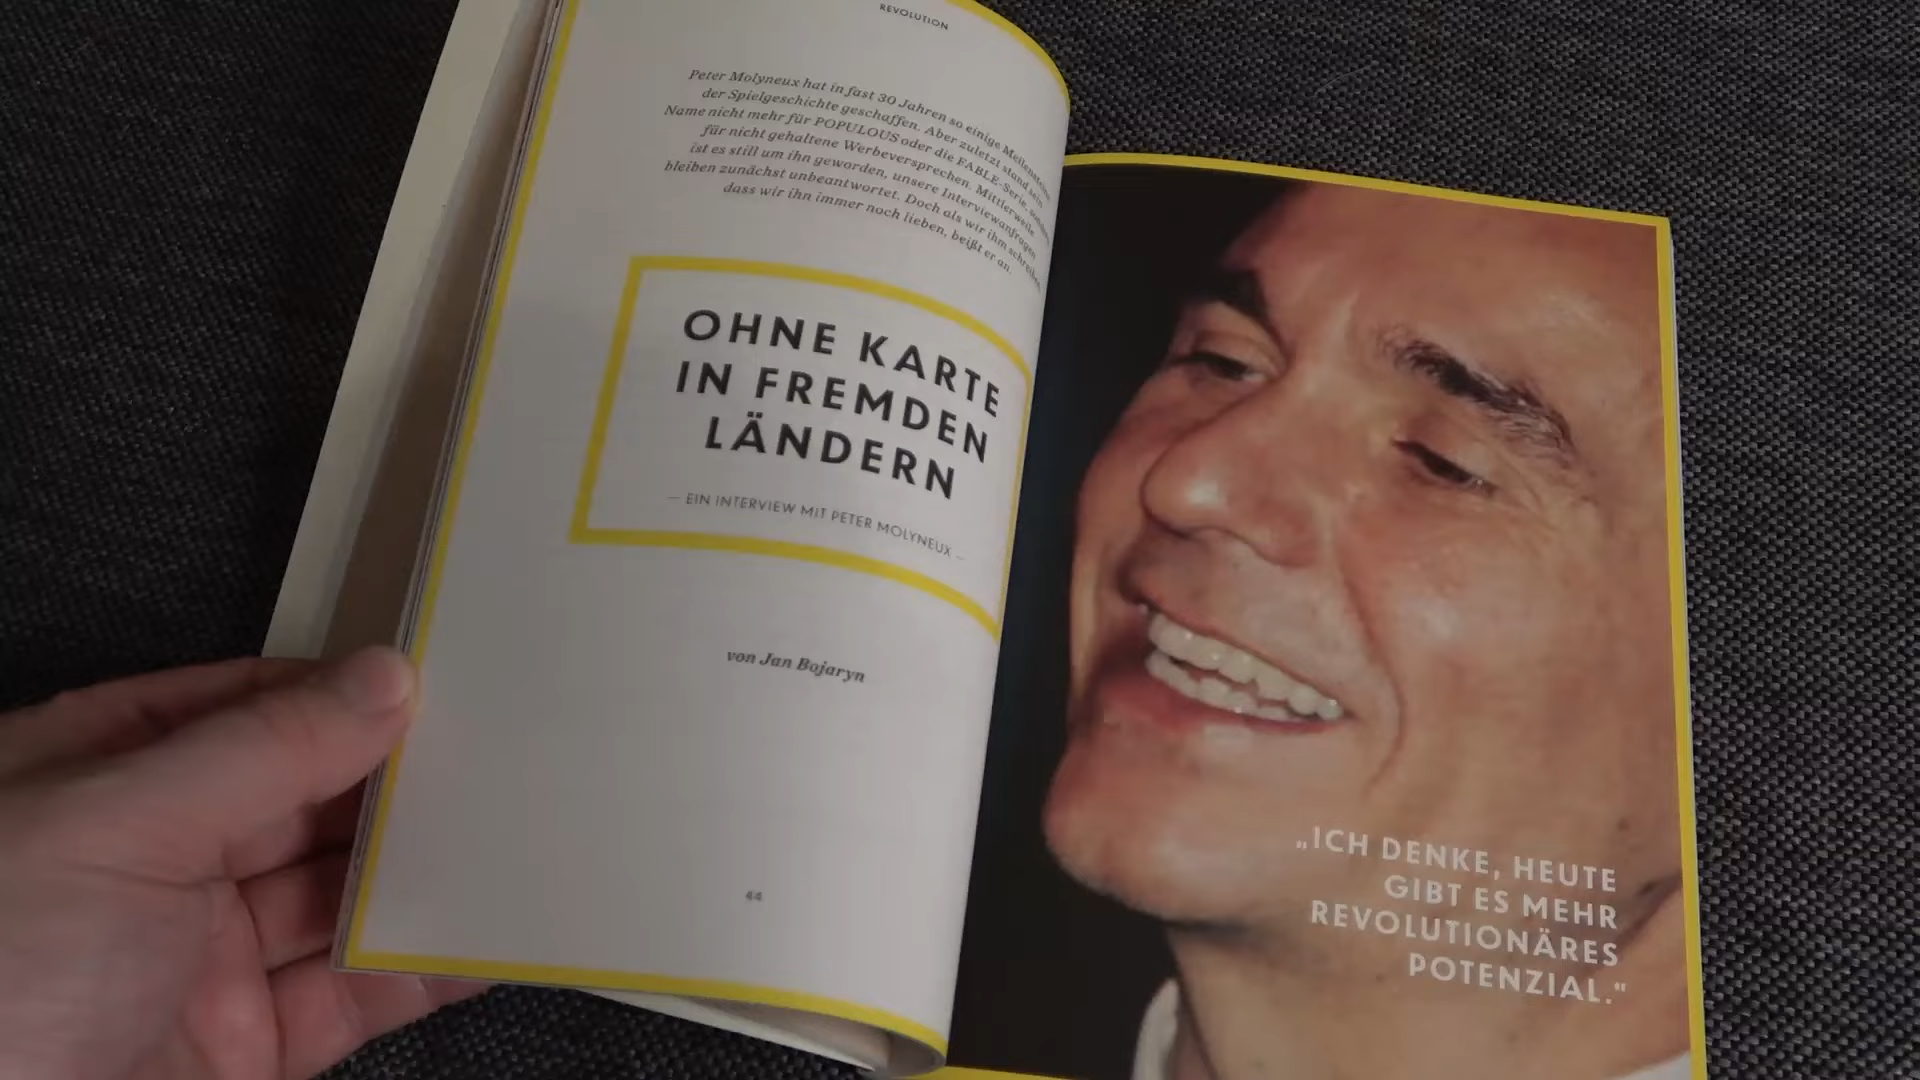 REVOLUTION
Peter Molyneux hat in fast 30 Jahren so einige Meilensteine
der Spielgeschichte geschaffen. Aber zuletzt stand sein
Name nicht mehr für POPULOUS oder die FABLE-Serie, sondern
für nicht gehaltene Werbeversprechen. Mittlerweile
ist es still um ihn geworden, unsere Interviewanfragen
bleiben zunächst unbeantwortet. Doch als wir ihm schreiben,
dass wir ihn immer noch lieben, beißt er an.
OHNE KARTE
IN FREMDEN
LÄNDERN
— EIN INTERVIEW MIT PETER MOLYNEUX —
von Jan Bojaryn
44
„ICH DENKE, HEUTE
GIBT ES MEHR
REVOLUTIONÄRES
POTENZIAL.“